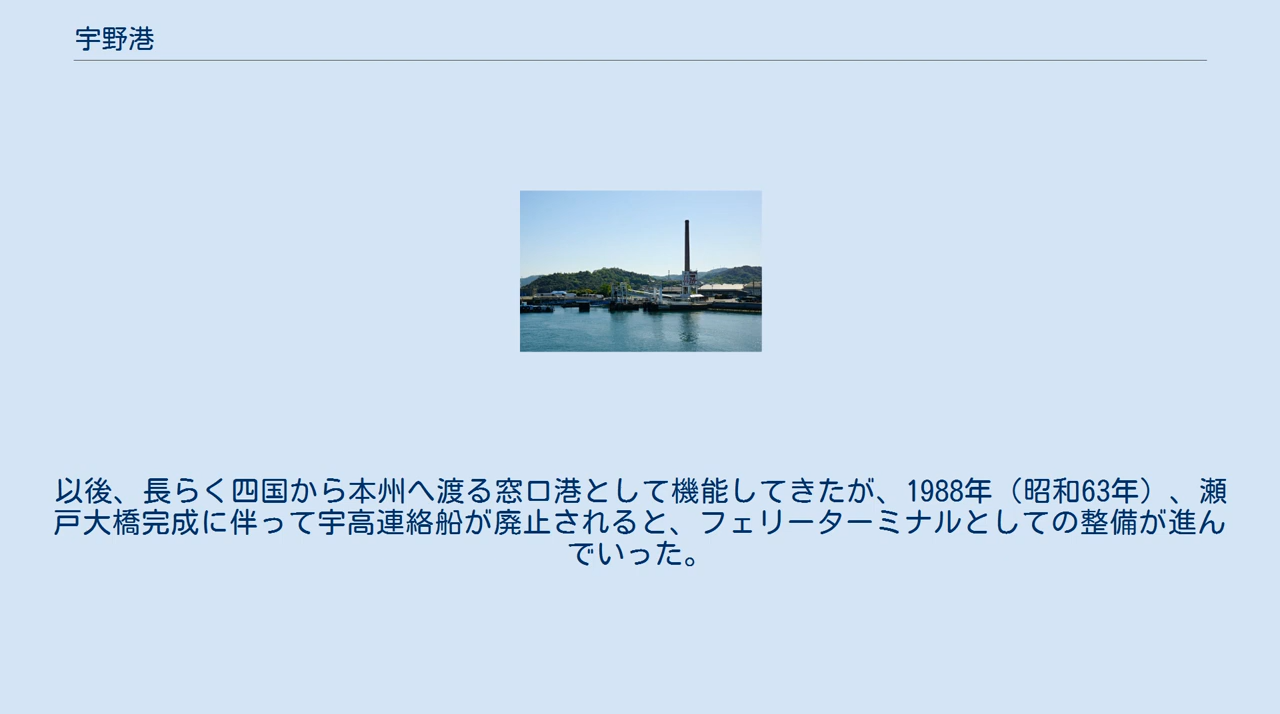 宇野港
以後、長らく四国から本州へ渡る窓口港として機能してきたが、1988年（昭和63年）、瀬
戸大橋完成に伴って宇高連絡船が廃止されると、フェリーターミナルとしての整備が進ん
でいった。